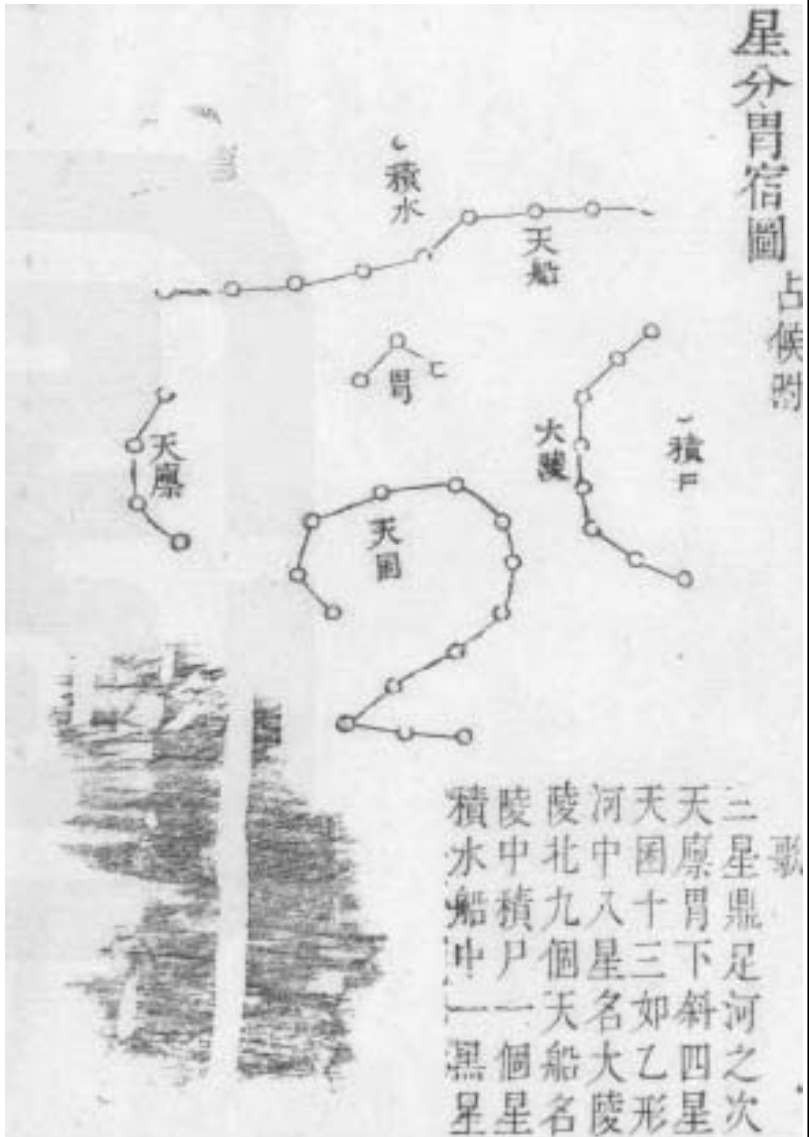 星分胃宿圖
占候附
積水
天船
胃
大陵
積尸
天廪
天囷
歌
三星鼎足河之次
天廪胃下斜四星
天囷十三如乙形
河中八星名大陵
陵北九個天船名
陵中積尸一個星
積水船中一黑星